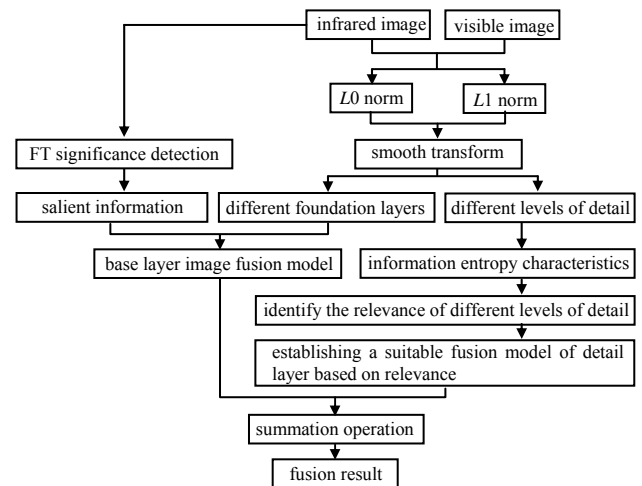 infrared image
visible image
L0 norm
L1 norm
FT significance detection
smooth transform
salient information
different foundation layers
different levels of detail
base layer image fusion model
information entropy characteristics
identify the relevance of different levels of detail
establishing a suitable fusion model of detail
layer based on relevance
summation operation
fusion result